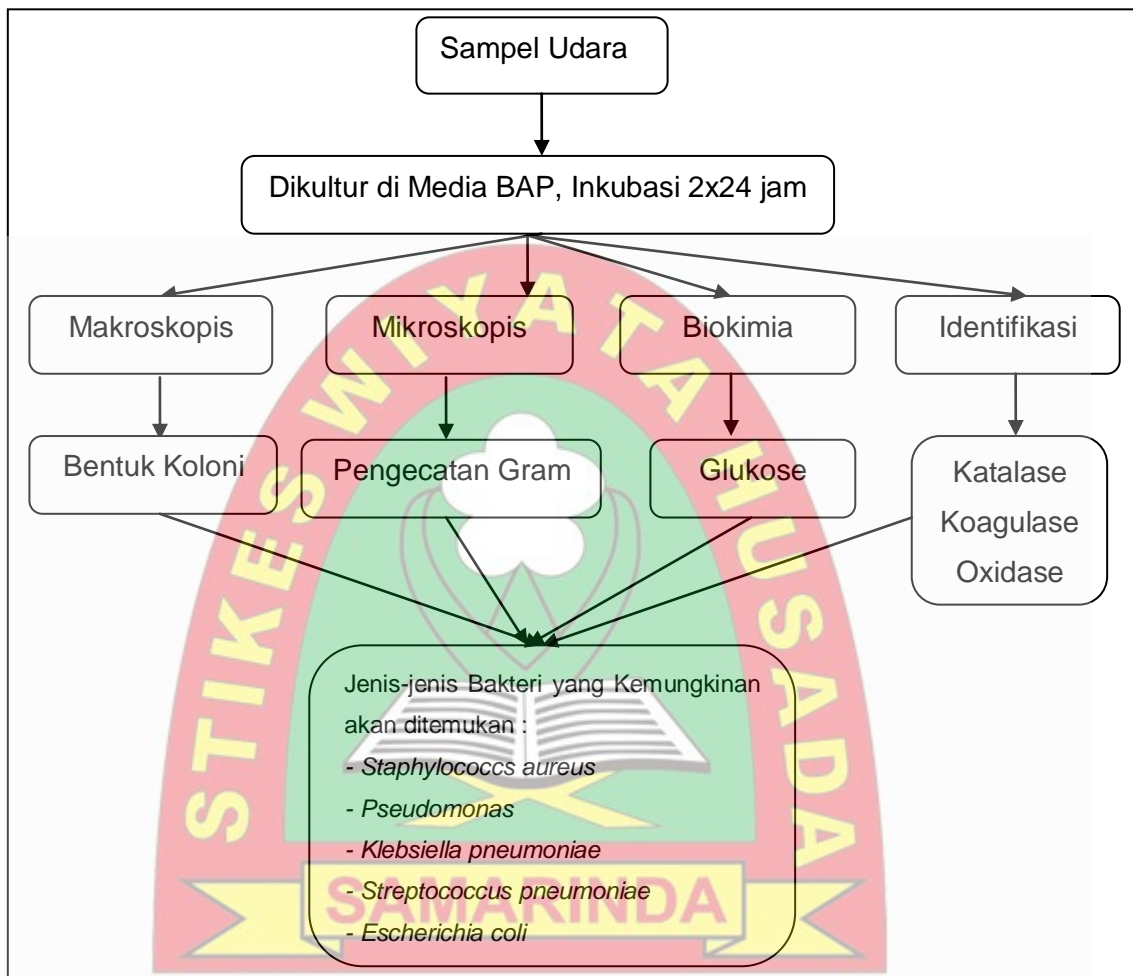 Sampel Udara
Dikultur di Media BAP, Inkubasi 2x24 jam
Makroskopis
Mikroskopis
Biokimia
Identifikasi
Bentuk Koloni
Pengecatan Gram
Glukose
Katalase
Koagulase
Oxidase
Jenis-jenis Bakteri yang Kemungkinan
akan ditemukan :
- Staphylococcs aureus
- Pseudomonas
- Klebsiella pneumoniae
- Streptococcus pneumoniae
- Escherichia coli
STIKES WIYATA HUSADA
SAMARINDA